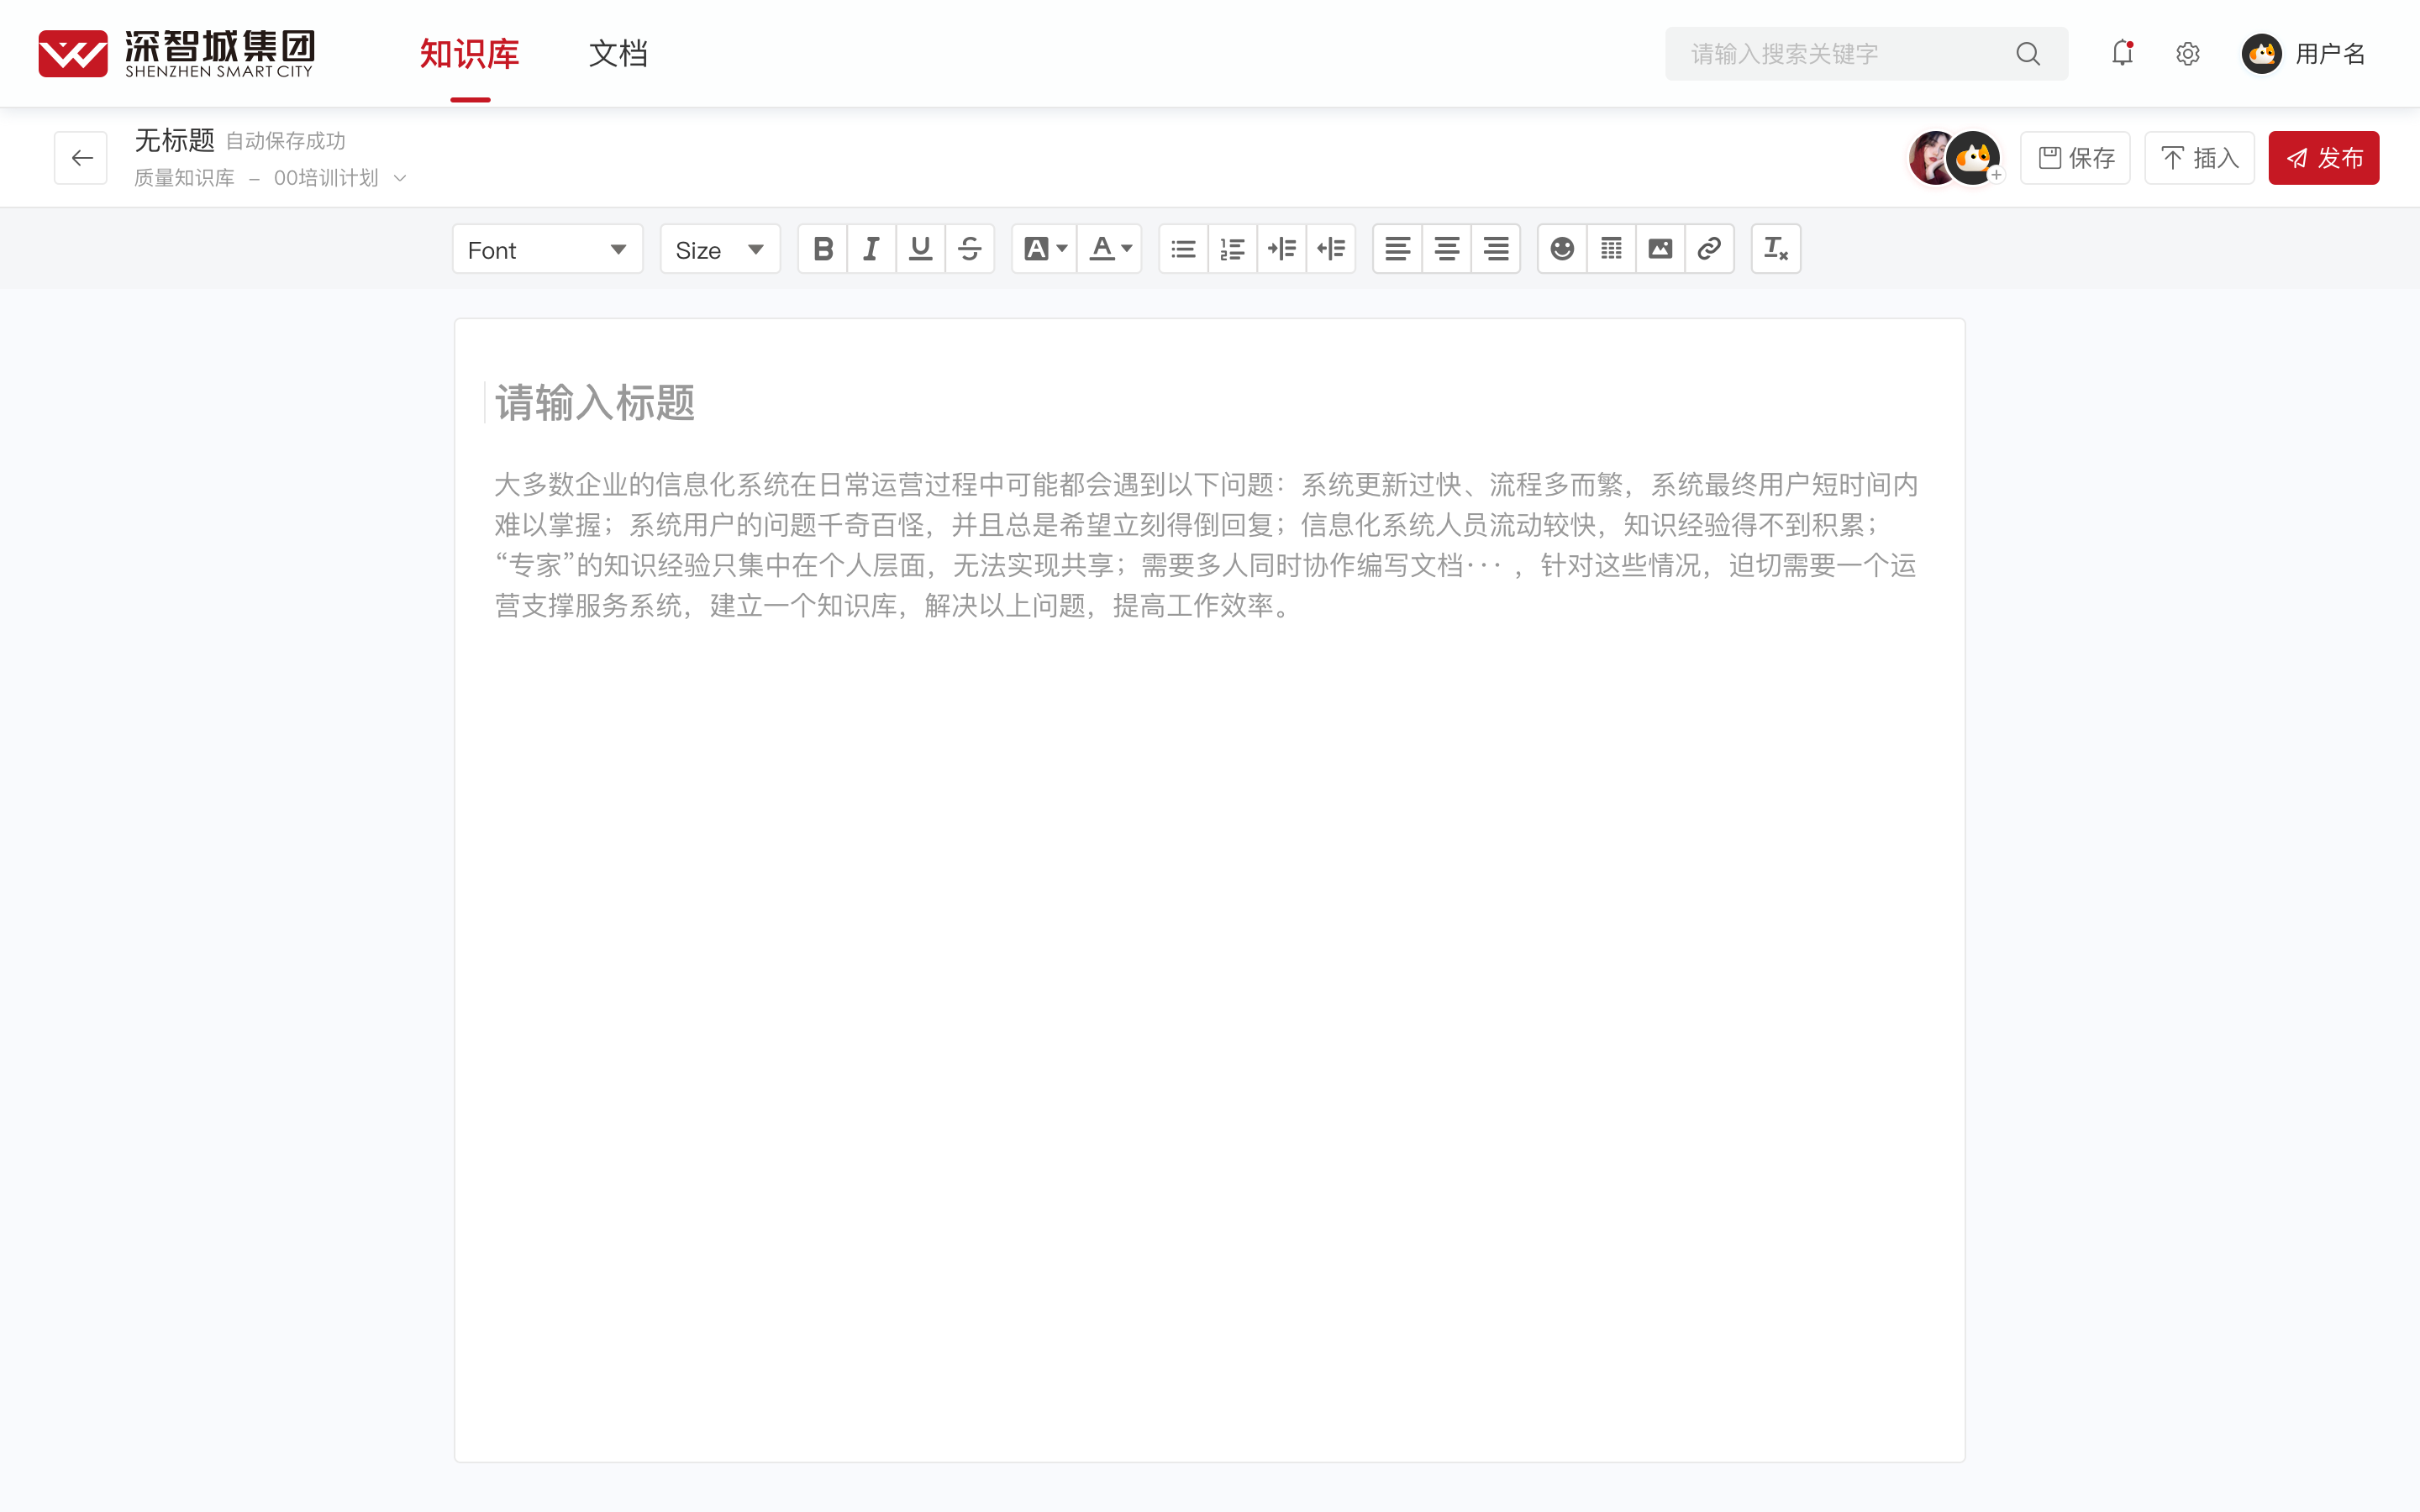 深智城集团
SHENZHEN SMART CITY
知识库
文档
请输入搜索关键字
用户名
无标题 自动保存成功
质量知识库 – 00培训计划
保存
插入
发布
Font
Size
请输入标题
大多数企业的信息化系统在日常运营过程中可能都会遇到以下问题：系统更新过快、流程多而繁，系统最终用户短时间内
难以掌握；系统用户的问题千奇百怪，并且总是希望立刻得倒回复；信息化系统人员流动较快，知识经验得不到积累；
“专家”的知识经验只集中在个人层面，无法实现共享；需要多人同时协作编写文档··· ，针对这些情况，迫切需要一个运
营支撑服务系统，建立一个知识库，解决以上问题，提高工作效率。